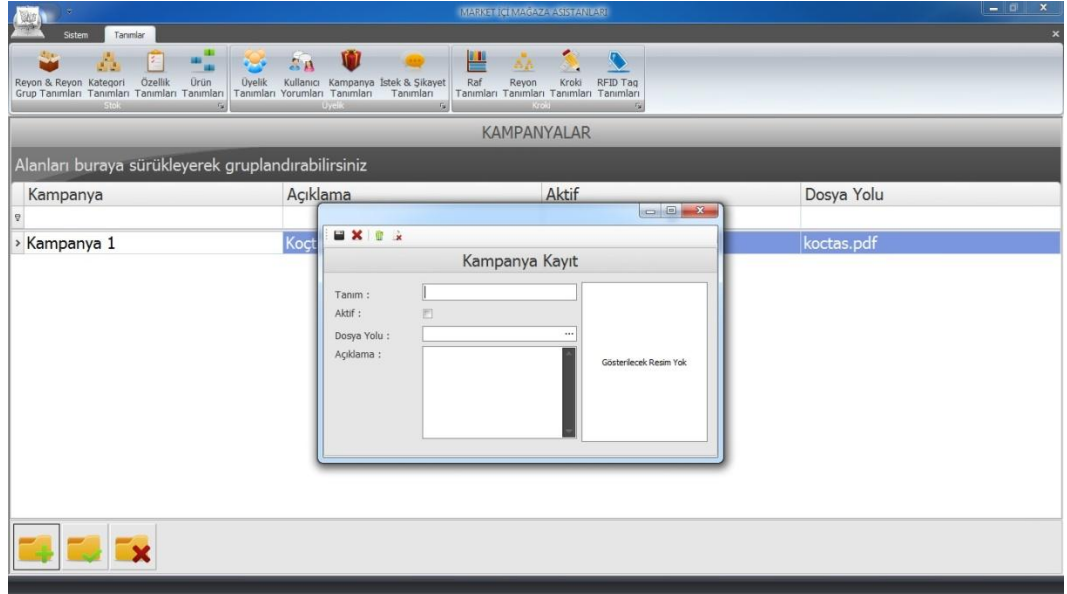 MARKET İÇİ MAĞAZA ASİSTANLARI
Sistem Tanımlar
Reyon & Reyon Grup Tanımları
Kategori Tanımları
Özellik Tanımları
Ürün Tanımları
Üyelik Tanımları
Kullanıcı Yorumları
Kampanya Tanımları
İstek & Şikayet Tanımları
Raf Tanımları
Reyon Tanımları
Kroki Tanımları
RFID Tag Tanımları
Stok Üyelik Kroki
KAMPANYALAR
Alanları buraya sürükleyerek gruplandırabilirsiniz
Kampanya Açıklama Aktif Dosya Yolu
Kampanya 1 Koçt koctas.pdf
Kampanya Kayıt
Tanım :
Aktif :
Dosya Yolu : ...
Açıklama :
Gösterilecek Resim Yok